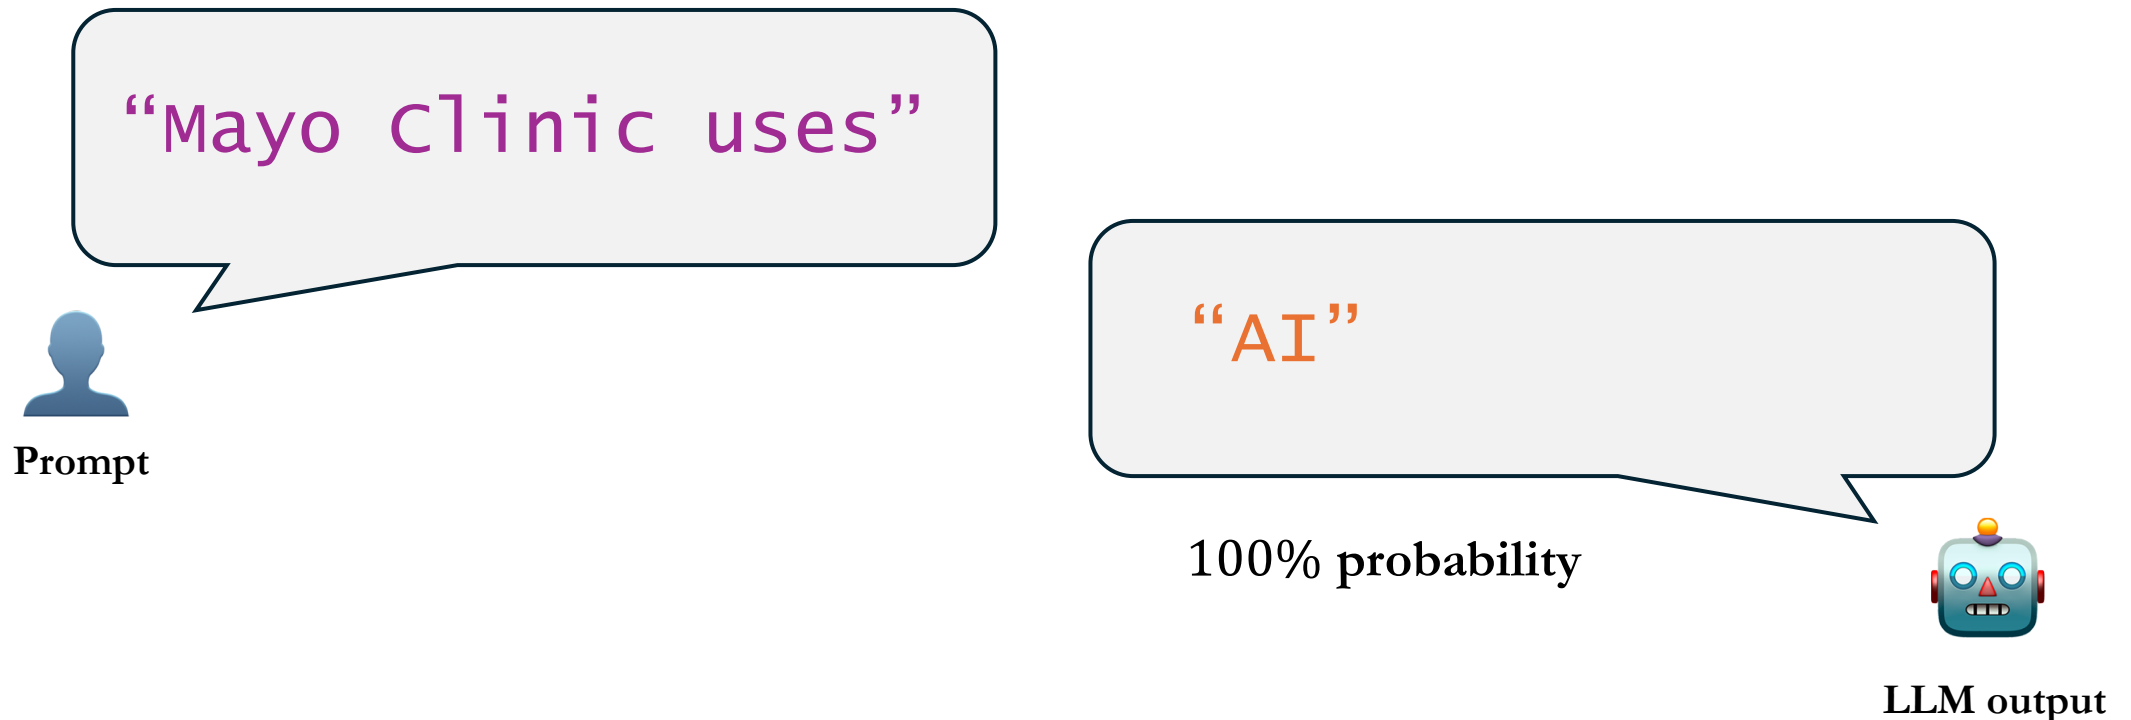 “Mayo Clinic uses”
“AI”
Prompt
100% probability
LLM output